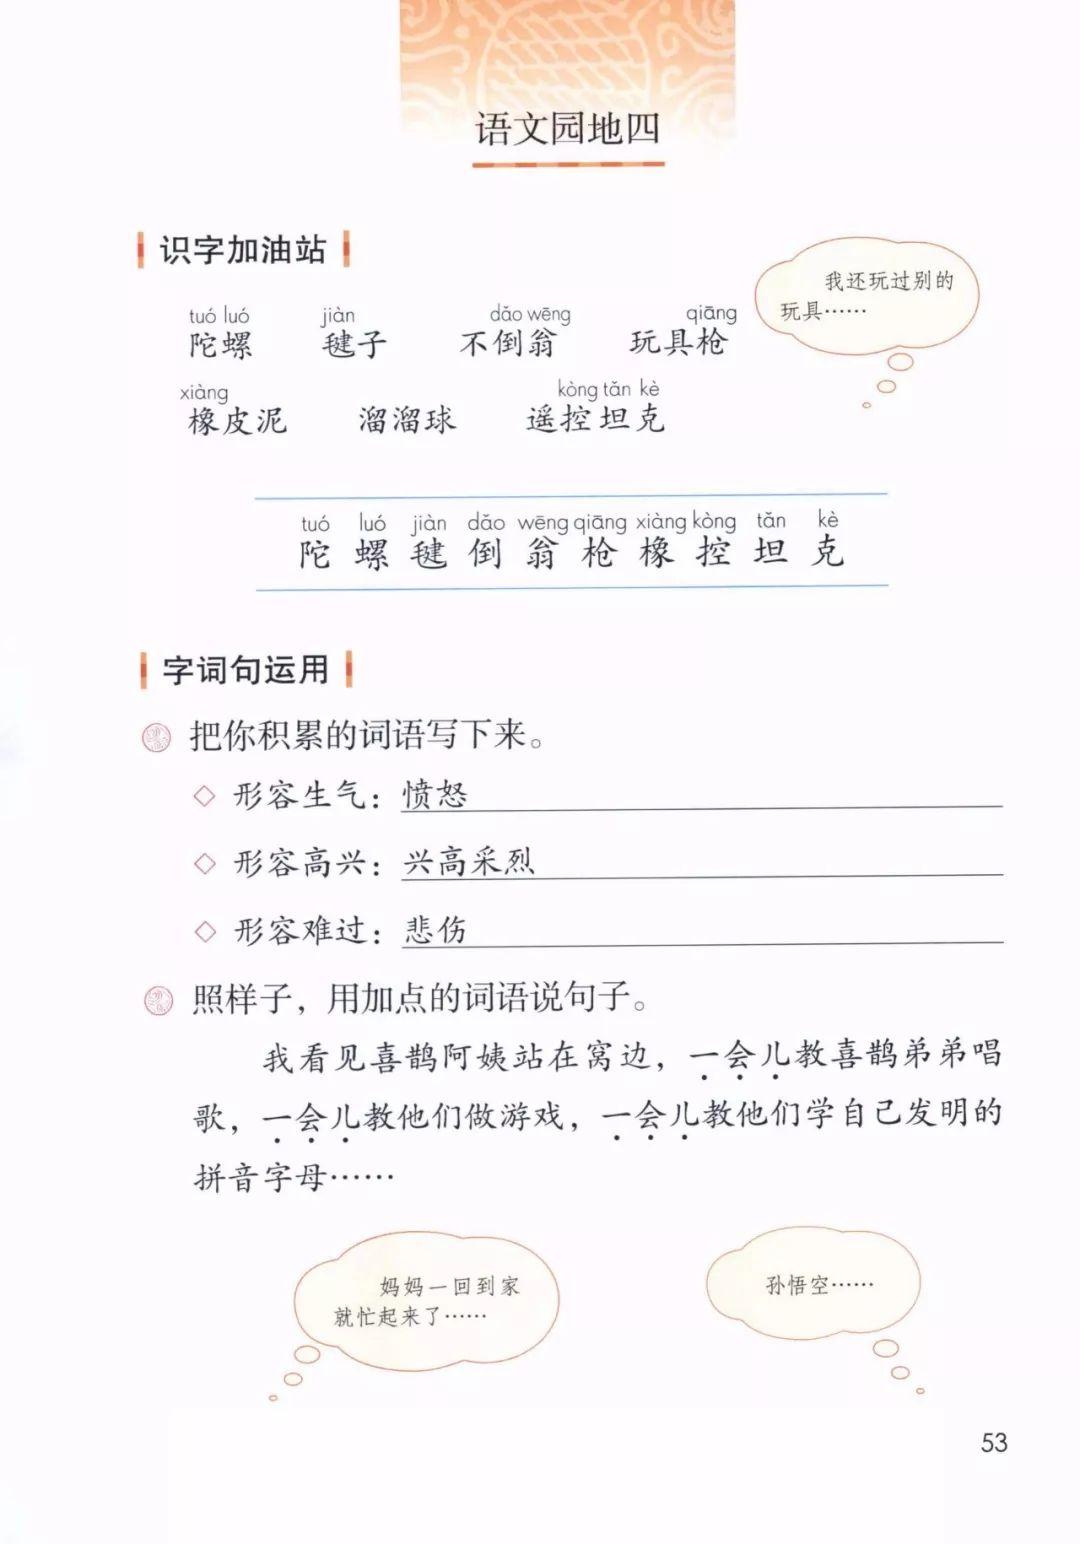 语文园地四
识字加油站
我还玩过别的
玩具……
tuó luó jiàn dǎo wēng qiāng
陀螺 毽子 不倒翁 玩具枪
xiàng kòng tǎn kè
橡皮泥 溜溜球 遥控坦克
tuó luó jiàn dǎo wēng qiāng xiàng kòng tǎn kè
陀 螺 毽 倒 翁 枪 橡 控 坦 克
字词句运用
把你积累的词语写下来。
◇ 形容生气：愤怒
◇ 形容高兴：兴高采烈
◇ 形容难过：悲伤
照样子，用加点的词语说句子。
我看见喜鹊阿姨站在窝边，一会儿教喜鹊弟弟唱
歌，一会儿教他们做游戏，一会儿教他们学自己发明的
拼音字母……
妈妈一回到家
就忙起来了……
孙悟空……
53